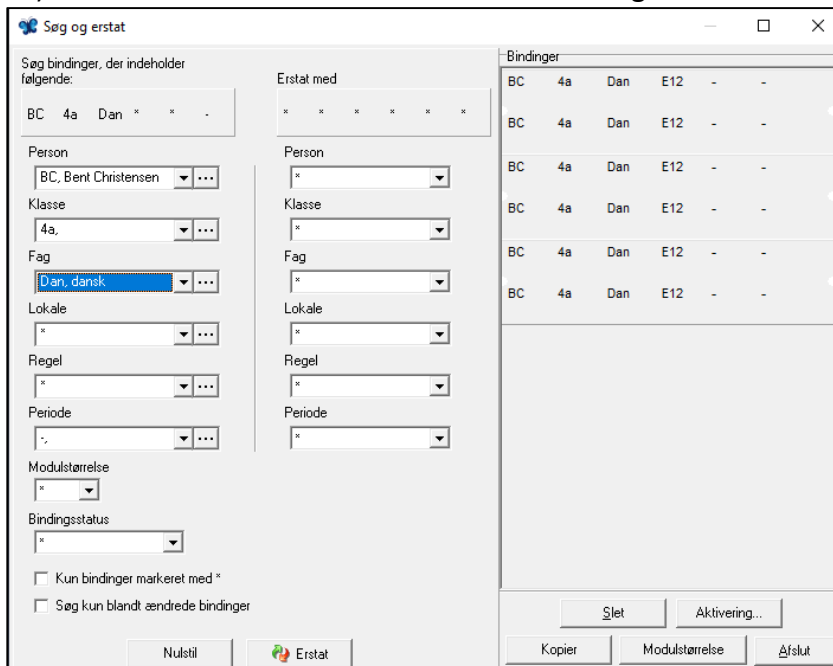 Søg og erstat
Søg bindinger, der indeholder
følgende:
BC 4a Dan * * -
Person
BC, Bent Christensen
Klasse
4a,
Fag
Dan, dansk
Lokale
*
Regel
*
Periode
-,
Modulstørrelse
*
Bindingsstatus
*
Kun bindinger markeret med *
Søg kun blandt ændrede bindinger
Nulstil
Erstat
Erstat med
* * * * * *
Person
*
Klasse
*
Fag
*
Lokale
*
Regel
*
Periode
*
Bindinger
BC 4a Dan E12 - -
BC 4a Dan E12 - -
BC 4a Dan E12 - -
BC 4a Dan E12 - -
BC 4a Dan E12 - -
BC 4a Dan E12 - -
Slet
Aktivering...
Kopier
Modulstørrelse
Afslut